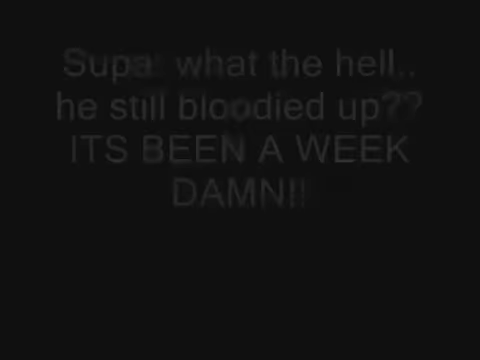 Supa: what the hell..
he still bloodied up??
ITS BEEN A WEEK
DAMN!!